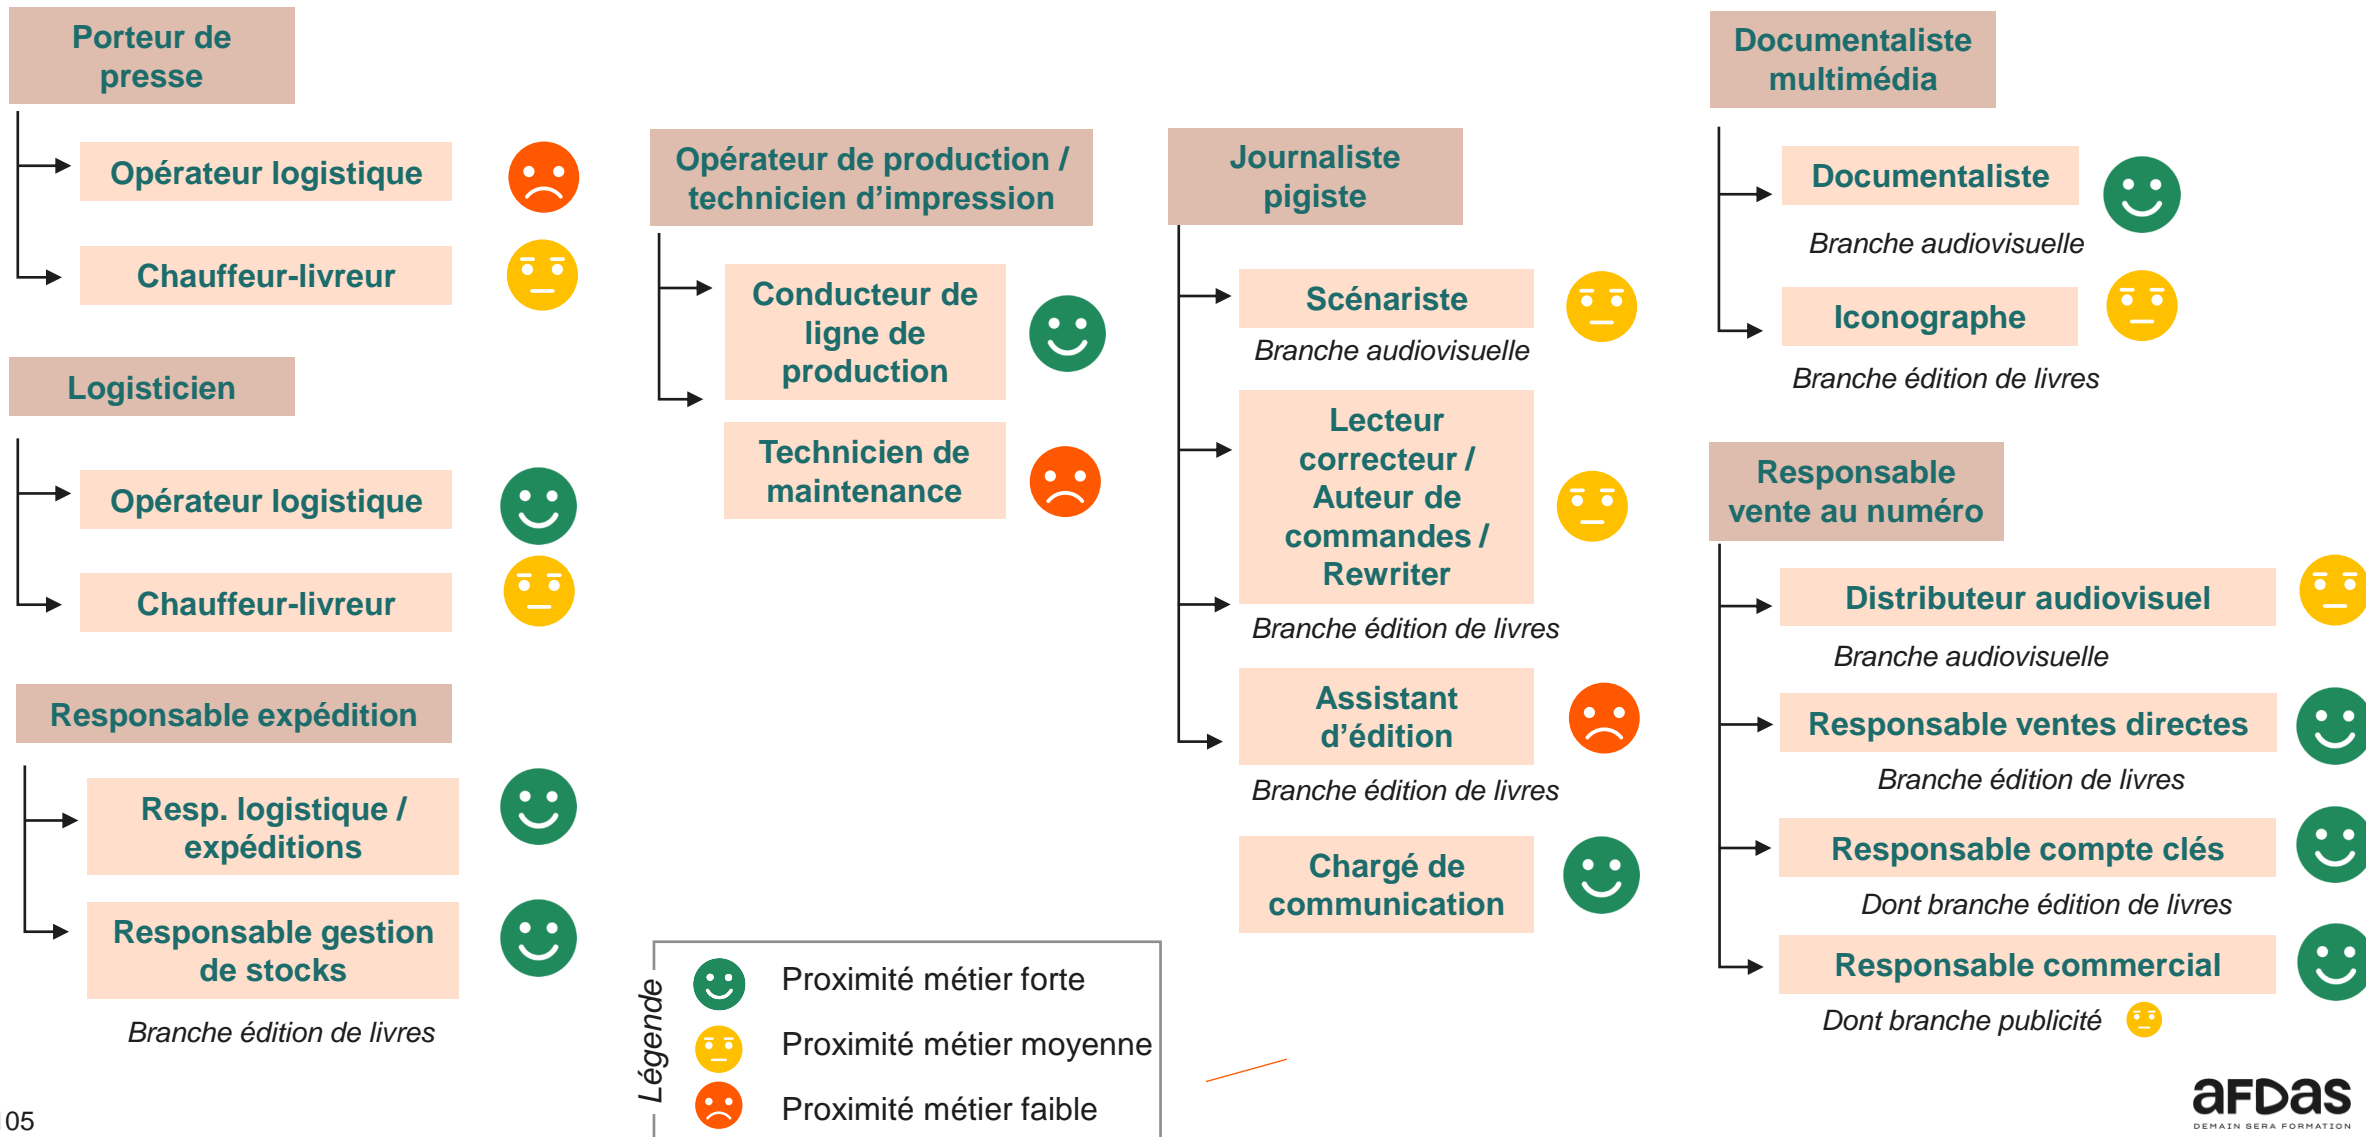 Porteur de
presse
Opérateur logistique
Chauffeur-livreur
Logisticien
Opérateur logistique
Chauffeur-livreur
Responsable expédition
Resp. logistique /
expéditions
Responsable gestion
de stocks
Branche édition de livres
Opérateur de production /
technicien d’impression
Conducteur de
ligne de
production
Technicien de
maintenance
Journaliste
pigiste
Scénariste
Branche audiovisuelle
Lecteur
correcteur /
Auteur de
commandes /
Rewriter
Branche édition de livres
Assistant
d’édition
Branche édition de livres
Chargé de
communication
Documentaliste
multimédia
Documentaliste
Branche audiovisuelle
Iconographe
Branche édition de livres
Responsable
vente au numéro
Distributeur audiovisuel
Branche audiovisuelle
Responsable ventes directes
Branche édition de livres
Responsable compte clés
Dont branche édition de livres
Responsable commercial
Dont branche publicité
Légende
Proximité métier forte
Proximité métier moyenne
Proximité métier faible
105
aFDas
DEMAIN SERA FORMATION